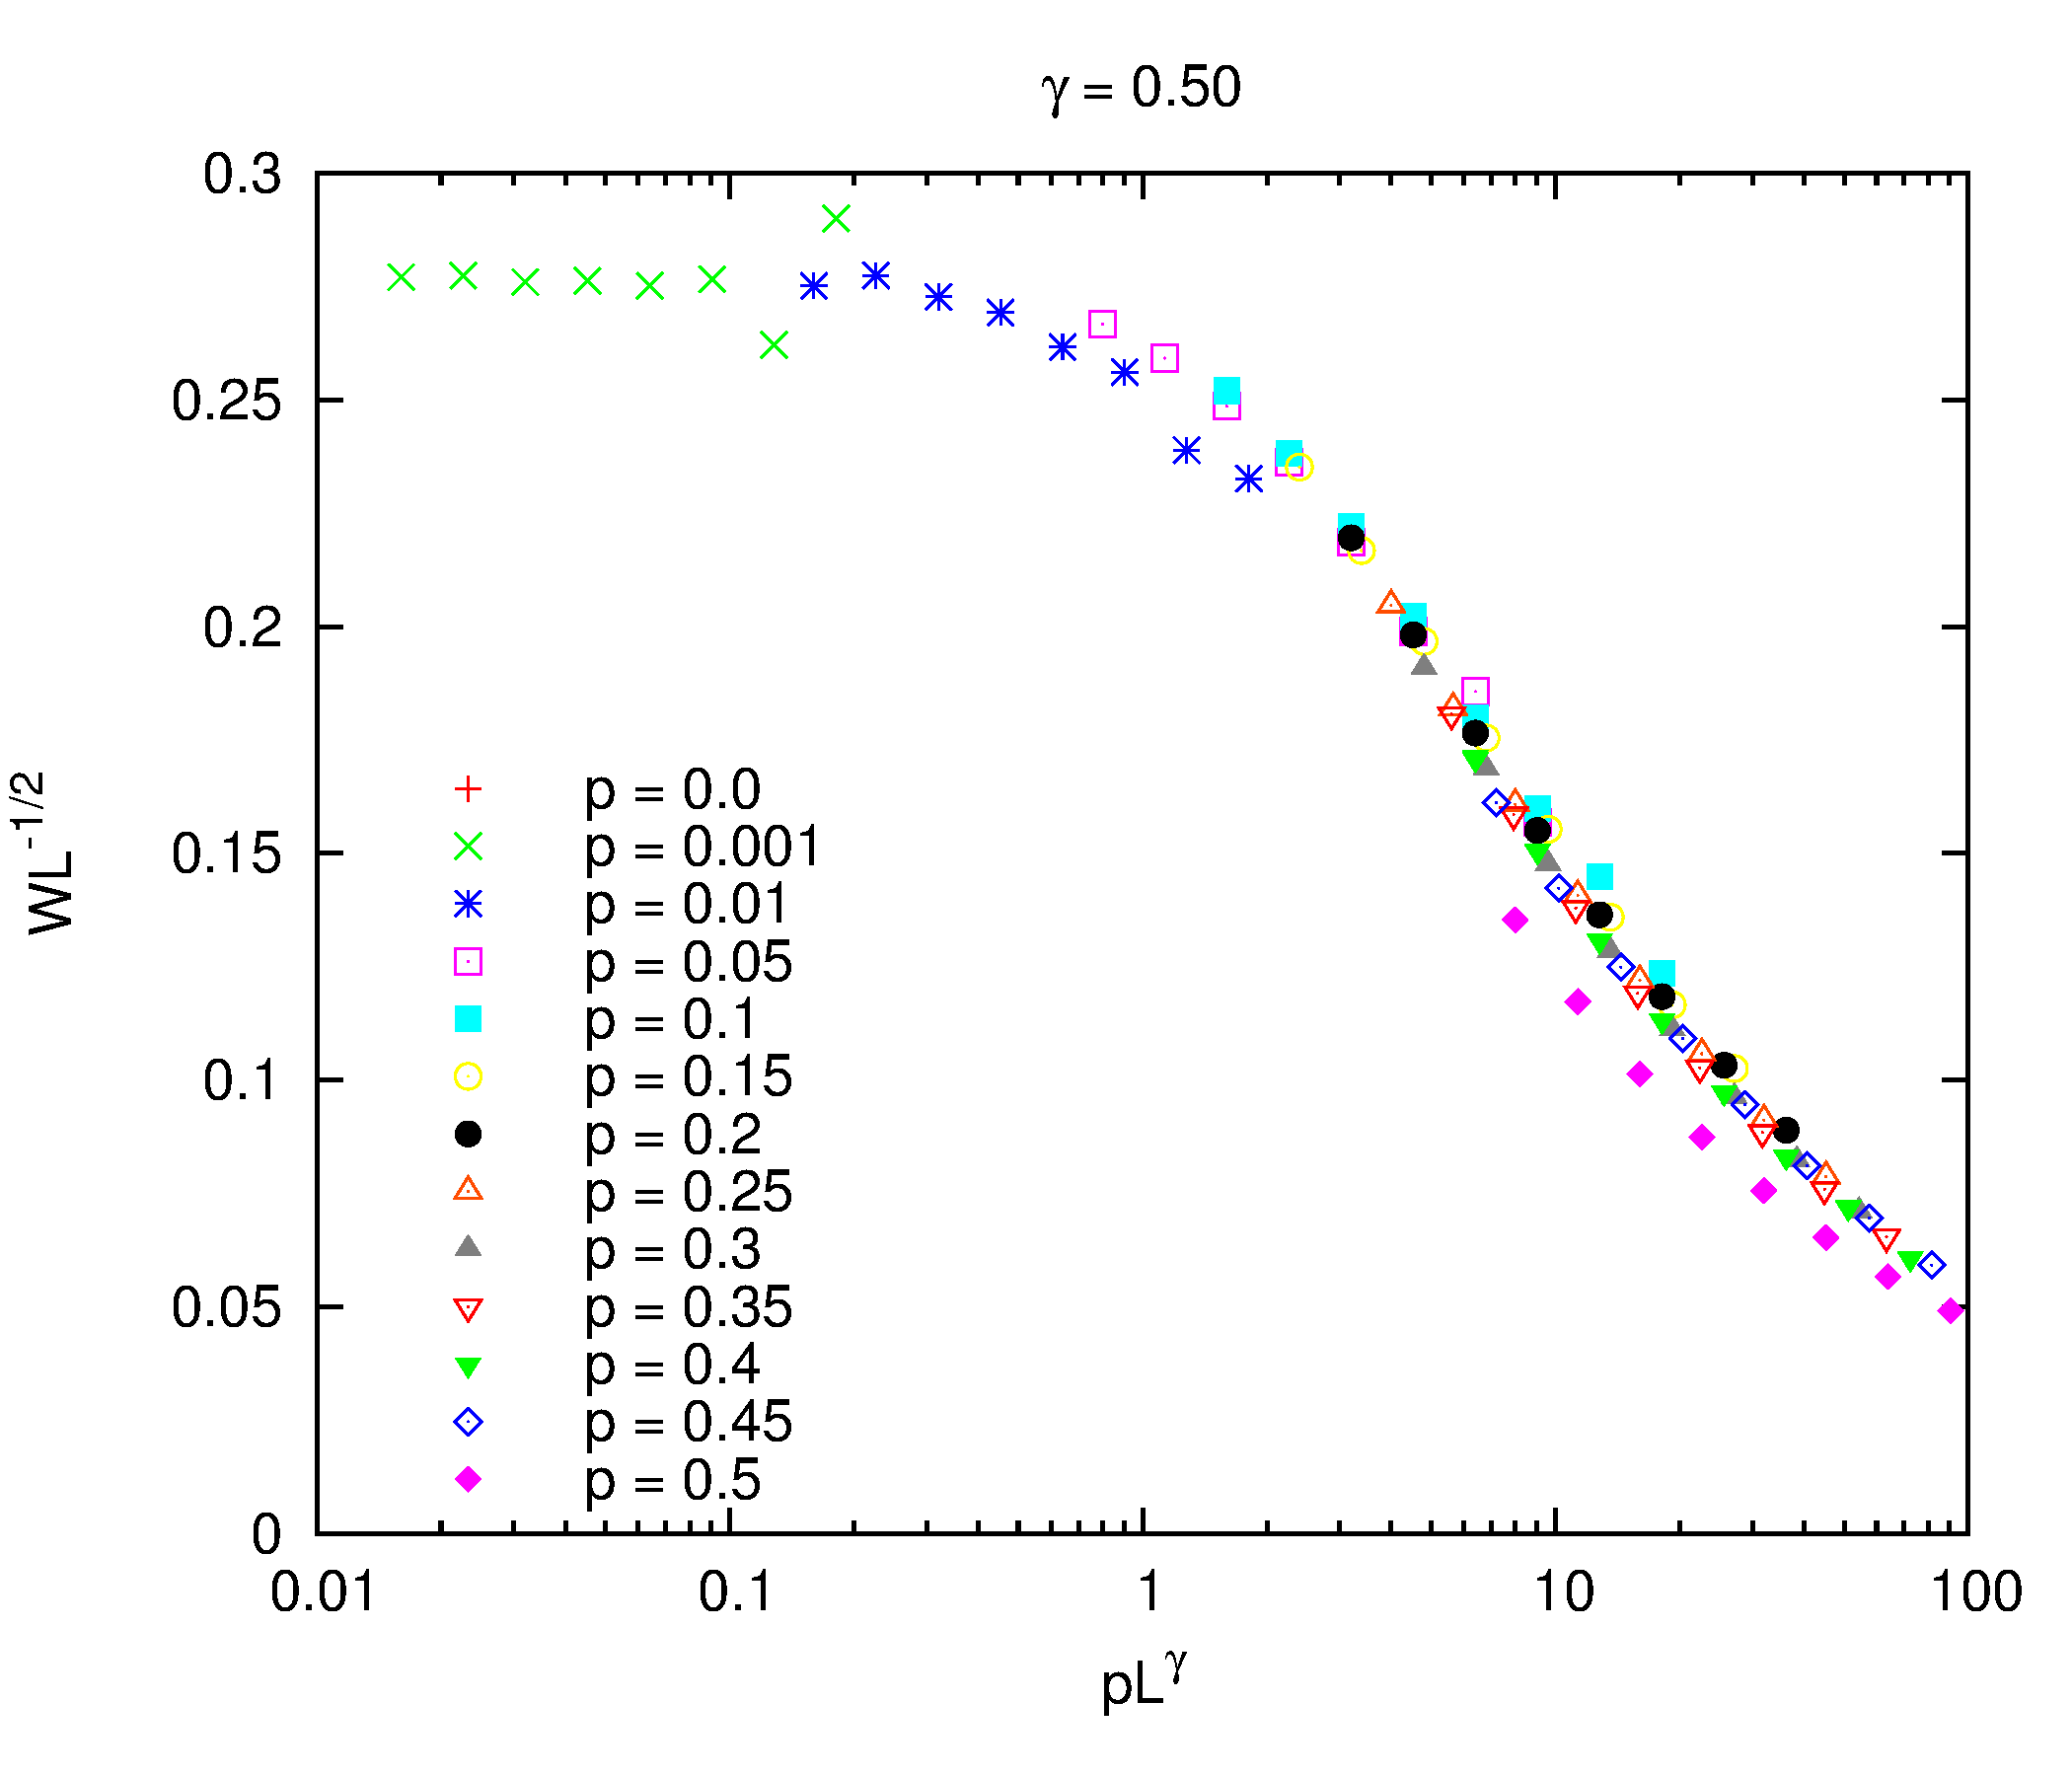 γ = 0.50
0.3
0.25
0.2
0.15
0.1
0.05
0
WL^-1/2
p = 0.0
p = 0.001
p = 0.01
p = 0.05
p = 0.1
p = 0.15
p = 0.2
p = 0.25
p = 0.3
p = 0.35
p = 0.4
p = 0.45
p = 0.5
0.01 0.1 1 10 100
pL^γ